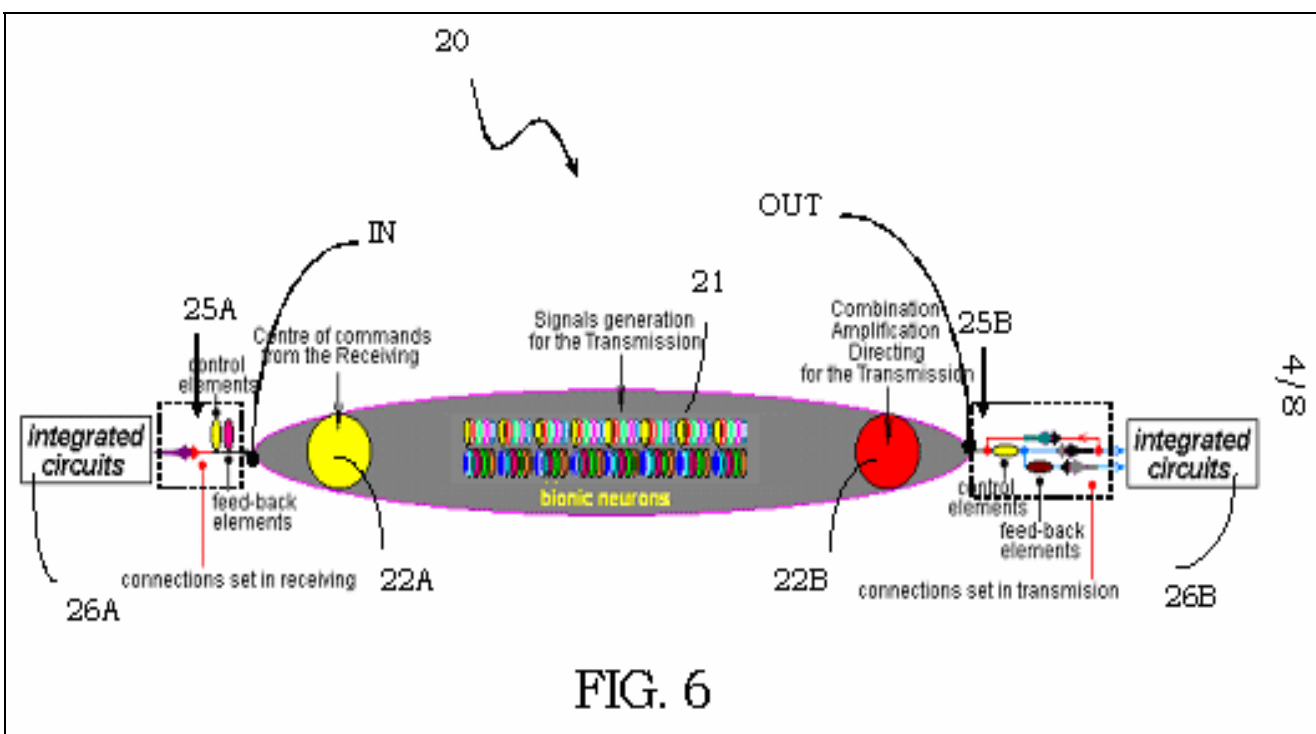 20
OUT
IN
21
25A
Centre of commands
from the Receiving
Signals generation
for the Transmission
Combination
Amplification
Directing
for the Transmission
25B
4/8
control
elements
integrated
circuits
integrated
circuits
bionic neurons
feed-back
elements
control
elements
feed-back
elements
connections set in receiving
22A
22B
connections set in transmision
26A
26B
FIG. 6